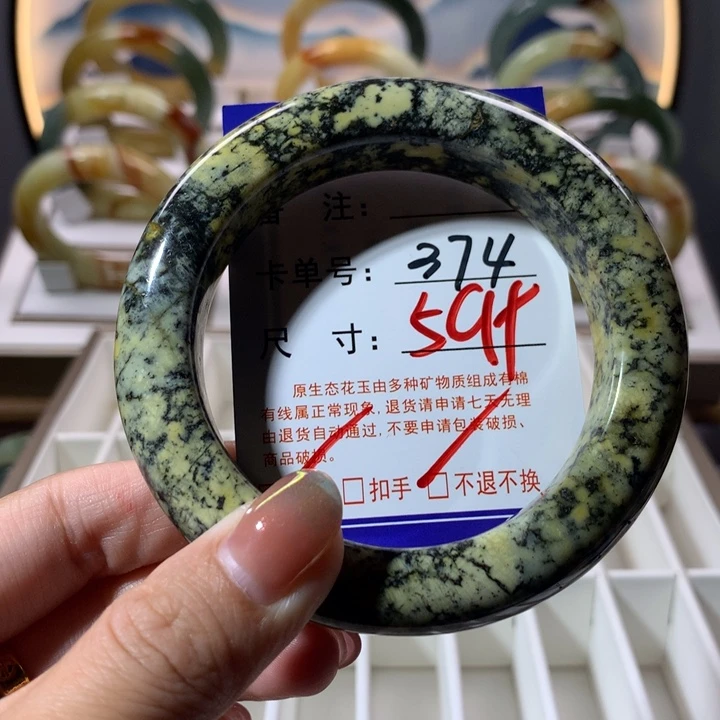 备 注:
卡单号: 374
尺 寸:
原生态花玉由多种矿物质组成有棉
有线属正常现象,退货请申请七天无理
由退货自动通过,不要申请包装破损、
商品破损。
□扣手 □不退不换